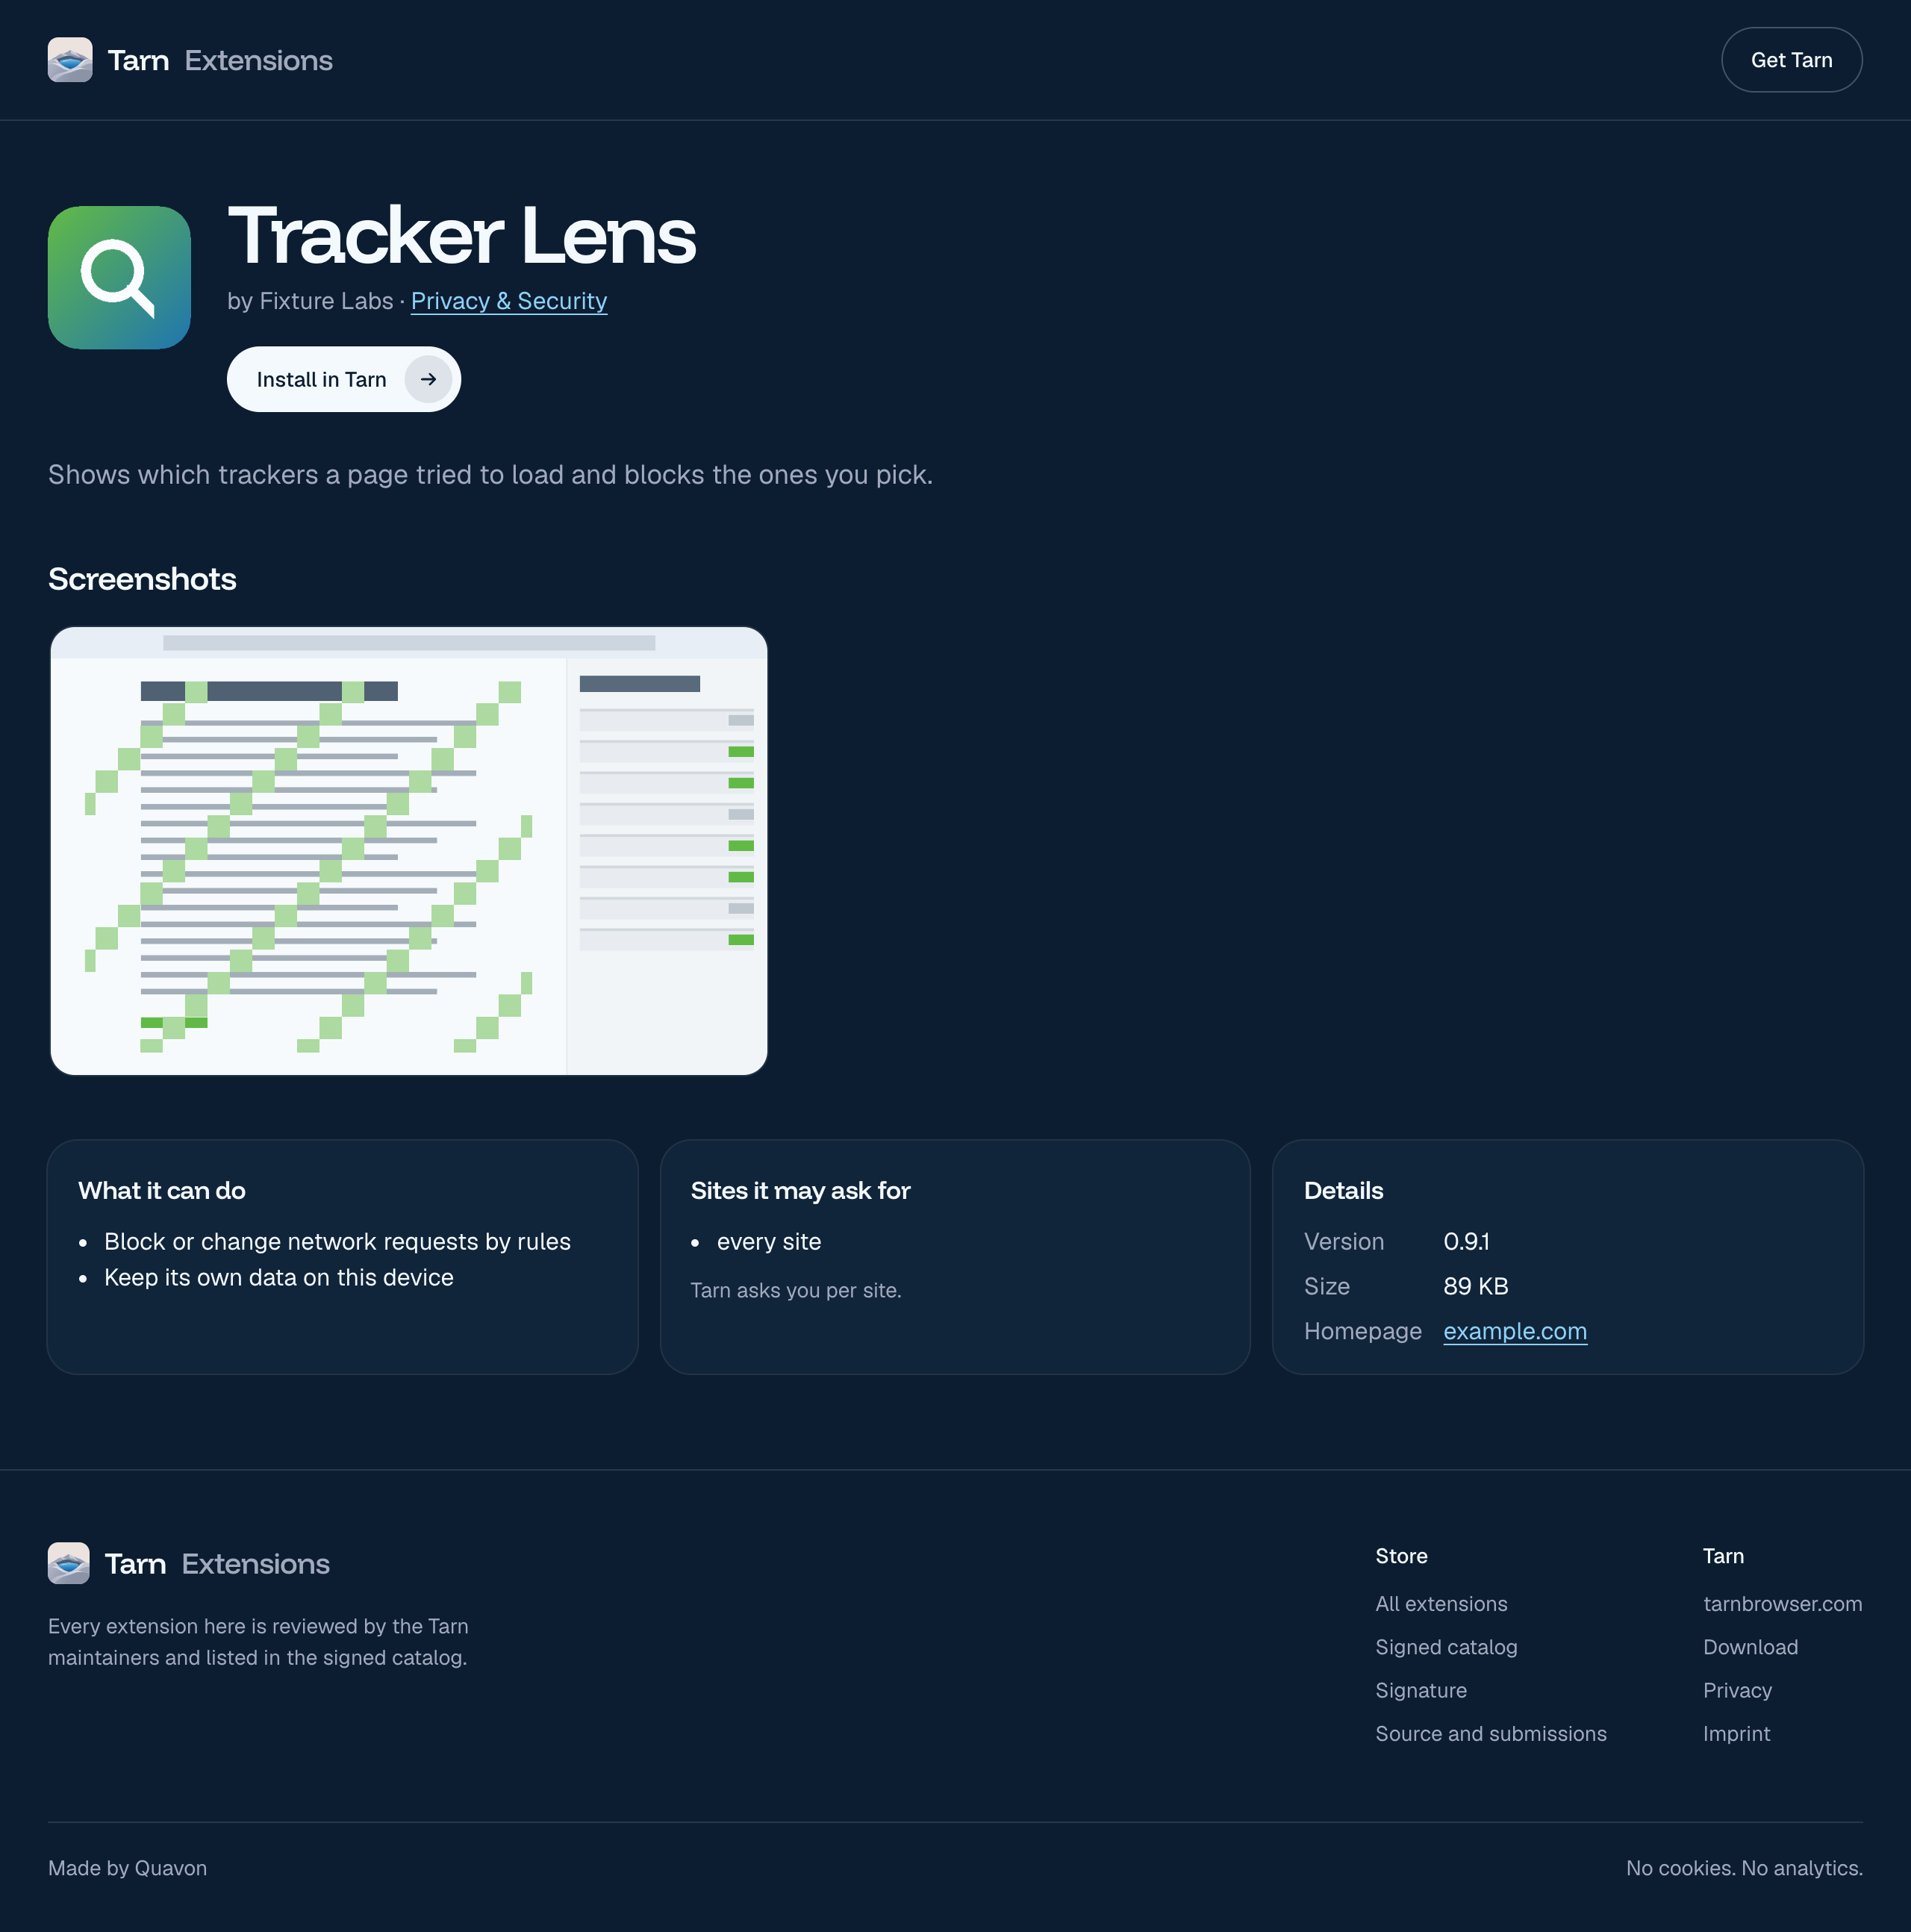 Tarn Extensions
Get Tarn
Tracker Lens
by Fixture Labs · Privacy & Security
Install in Tarn
Shows which trackers a page tried to load and blocks the ones you pick.
Screenshots
What it can do
Block or change network requests by rules
Keep its own data on this device
Sites it may ask for
every site
Tarn asks you per site.
Details
Version 0.9.1
Size 89 KB
Homepage example.com
Tarn Extensions
Every extension here is reviewed by the Tarn
maintainers and listed in the signed catalog.
Store
All extensions
Signed catalog
Signature
Source and submissions
Tarn
tarnbrowser.com
Download
Privacy
Imprint
Made by Quavon
No cookies. No analytics.